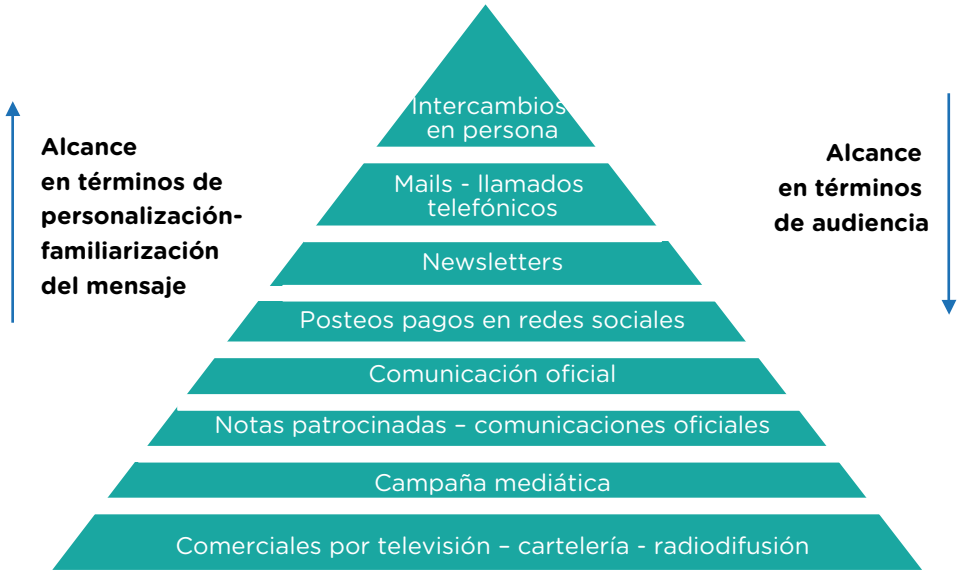 Intercambios
en persona
Alcance
en términos de
personalización-
familiarización
del mensaje
Alcance
en términos
de audiencia
Mails - llamados
telefónicos
Newsletters
Posteos pagos en redes sociales
Comunicación oficial
Notas patrocinadas – comunicaciones oficiales
Campaña mediática
Comerciales por televisión – cartelería - radiodifusión